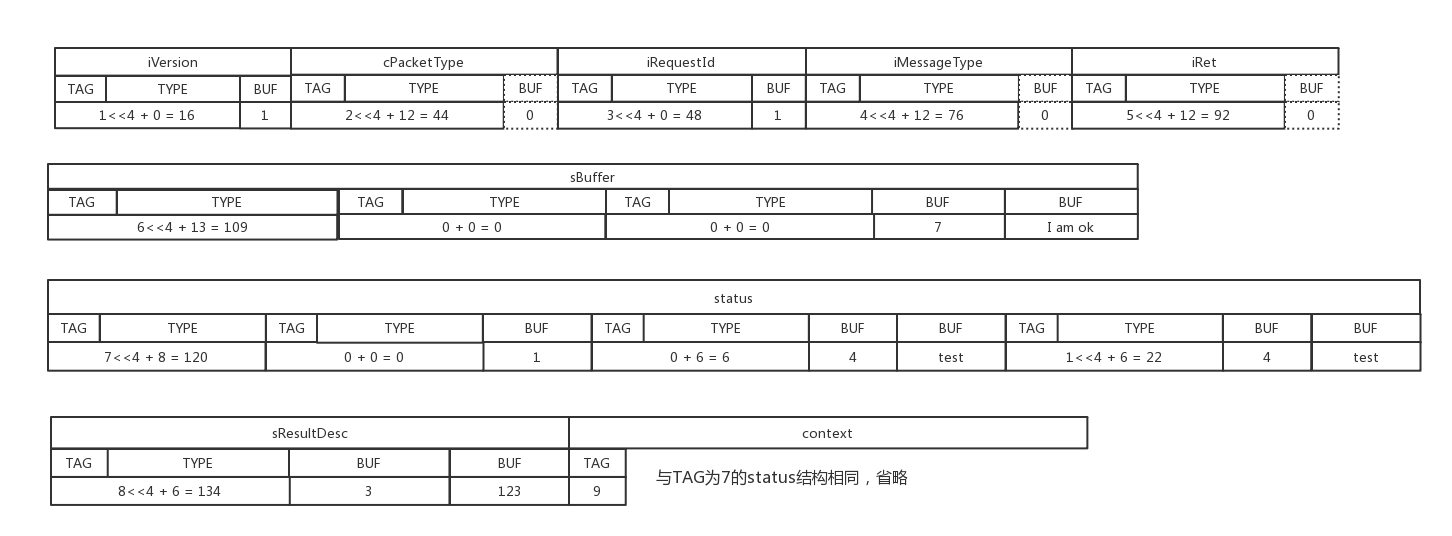 iVersion cPacketType iRequestId iMessageType iRet
TAG TYPE BUF TAG TYPE BUF TAG TYPE BUF TAG TYPE BUF TAG TYPE BUF
1<<4 + 0 = 16 1 2<<4 + 12 = 44 0 3<<4 + 0 = 48 1 4<<4 + 12 = 76 0 5<<4 + 12 = 92 0
sBuffer
TAG TYPE TAG TYPE TAG TYPE BUF BUF
6<<4 + 13 = 109 0 + 0 = 0 0 + 0 = 0 7 I am ok
status
TAG TYPE TAG TYPE BUF TAG TYPE BUF BUF TAG TYPE BUF BUF
7<<4 + 8 = 120 0 + 0 = 0 1 0 + 6 = 6 4 test 1<<4 + 6 = 22 4 test
sResultDesc context
TAG TYPE BUF BUF TAG
8<<4 + 6 = 134 3 123 9
与TAG为7的status结构相同，省略